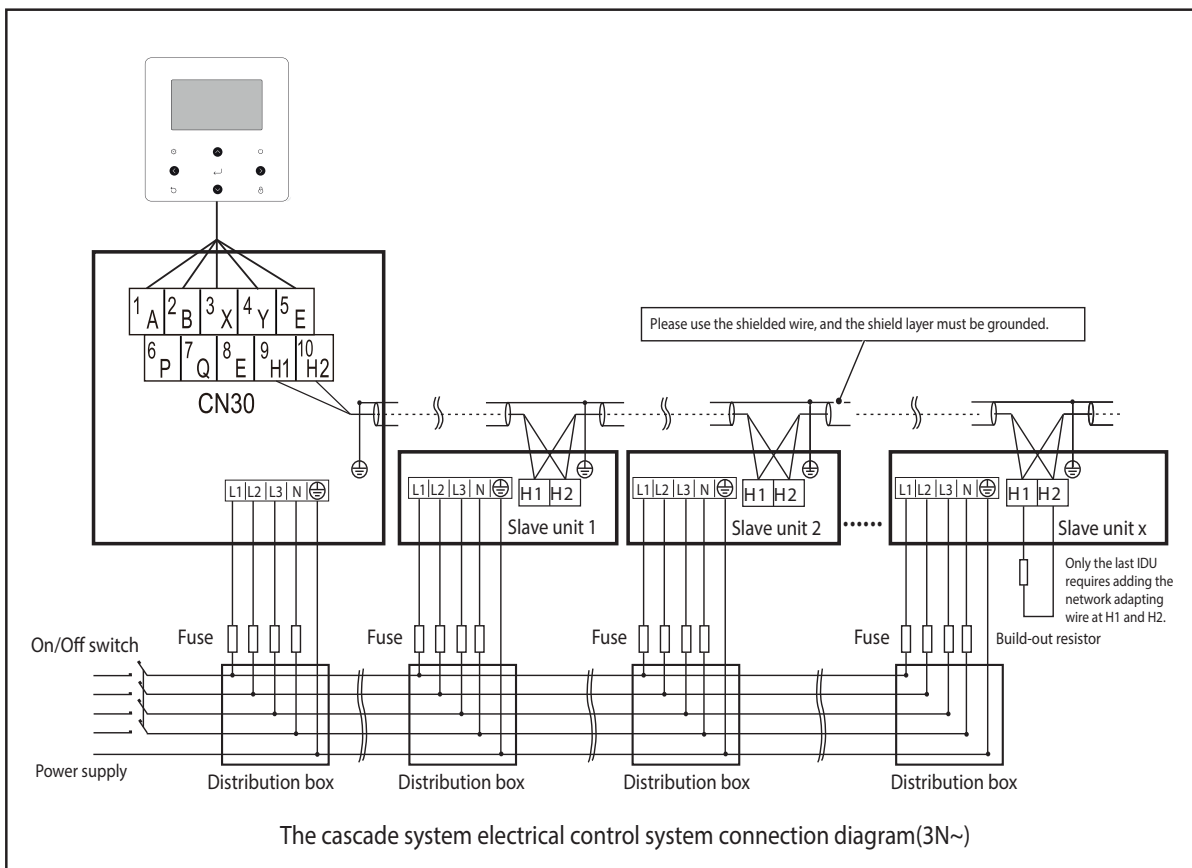 1 A 2 B 3 X 4 Y 5 E
6 P 7 Q 8 E 9 H1 10 H2
CN30
Please use the shielded wire, and the shield layer must be grounded.
L1 L2 L3 N
L1 L2 L3 N
H1 H2
Slave unit 1
L1 L2 L3 N
H1 H2
Slave unit 2
......
L1 L2 L3 N
H1 H2
Slave unit x
Only the last IDU
requires adding the
network adapting
wire at H1 and H2.
Build-out resistor
On/Off switch
Fuse
Fuse
Fuse
Fuse
Power supply
Distribution box
Distribution box
Distribution box
Distribution box
The cascade system electrical control system connection diagram(3N~)